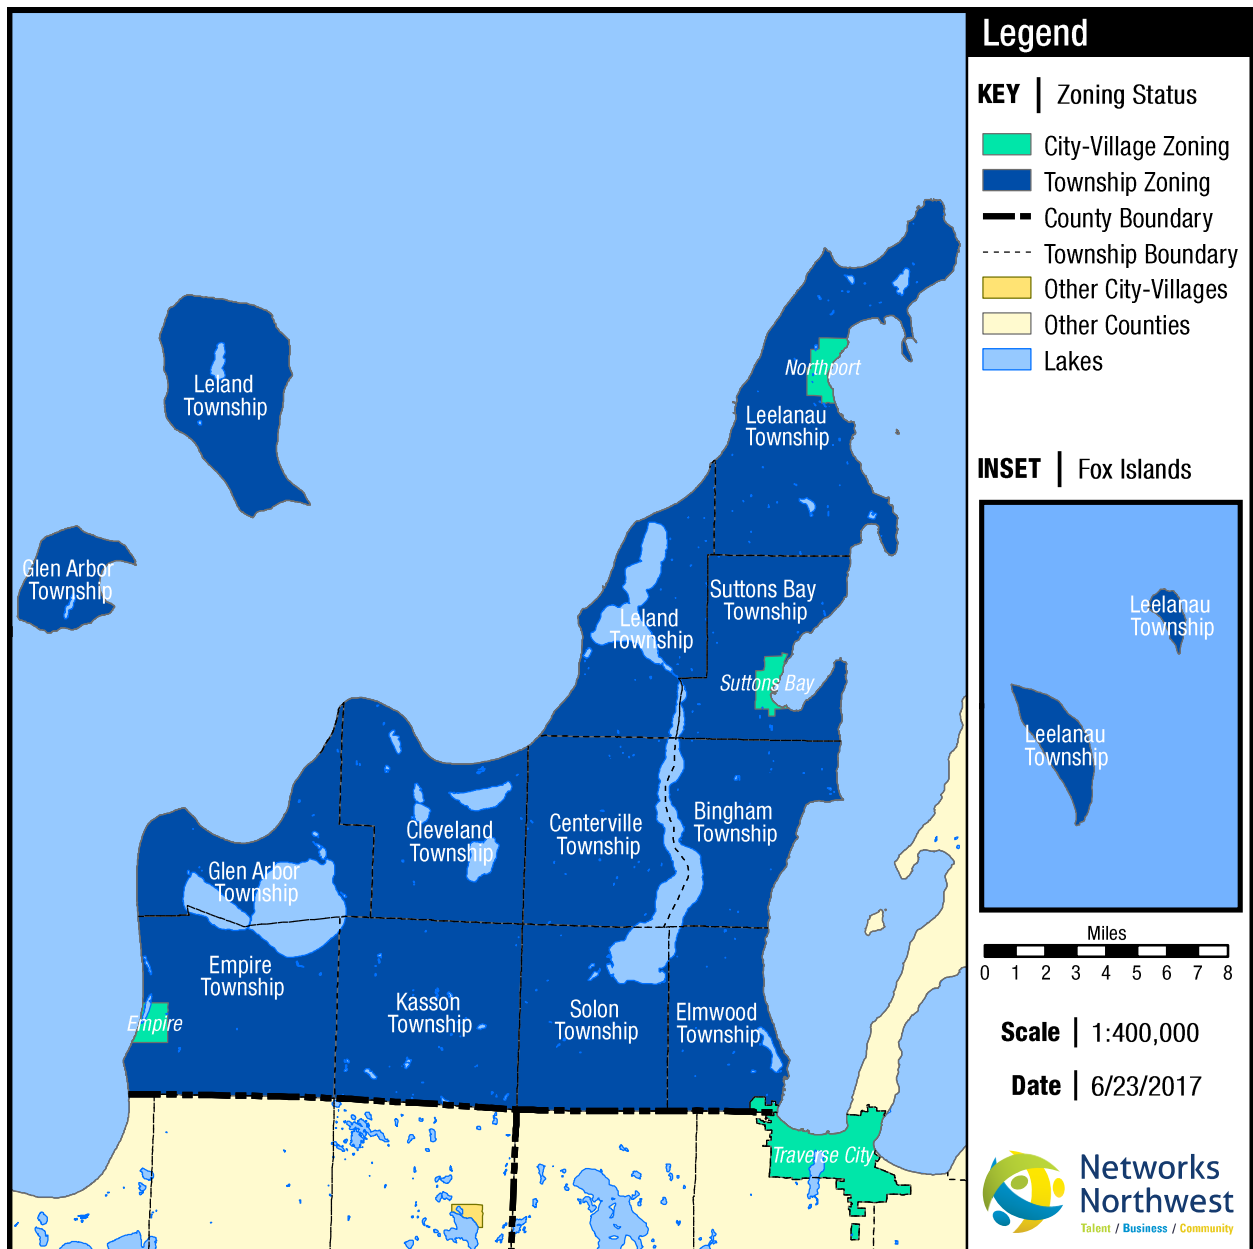 Legend
KEY | Zoning Status
City-Village Zoning
Township Zoning
County Boundary
Township Boundary
Other City-Villages
Other Counties
Lakes
INSET | Fox Islands
Leelanau
Township
Leelanau
Township
Miles
0 1 2 3 4 5 6 7 8
Scale | 1:400,000
Date | 6/23/2017
Networks
Northwest
Talent / Business / Community
Northport
Leelanau
Township
Leland
Township
Glen Arbor
Township
Suttons Bay
Township
Leland
Township
Suttons Bay
Bingham
Township
Centerville
Township
Cleveland
Township
Glen Arbor
Township
Empire
Township
Empire
Kasson
Township
Solon
Township
Elmwood
Township
Traverse City